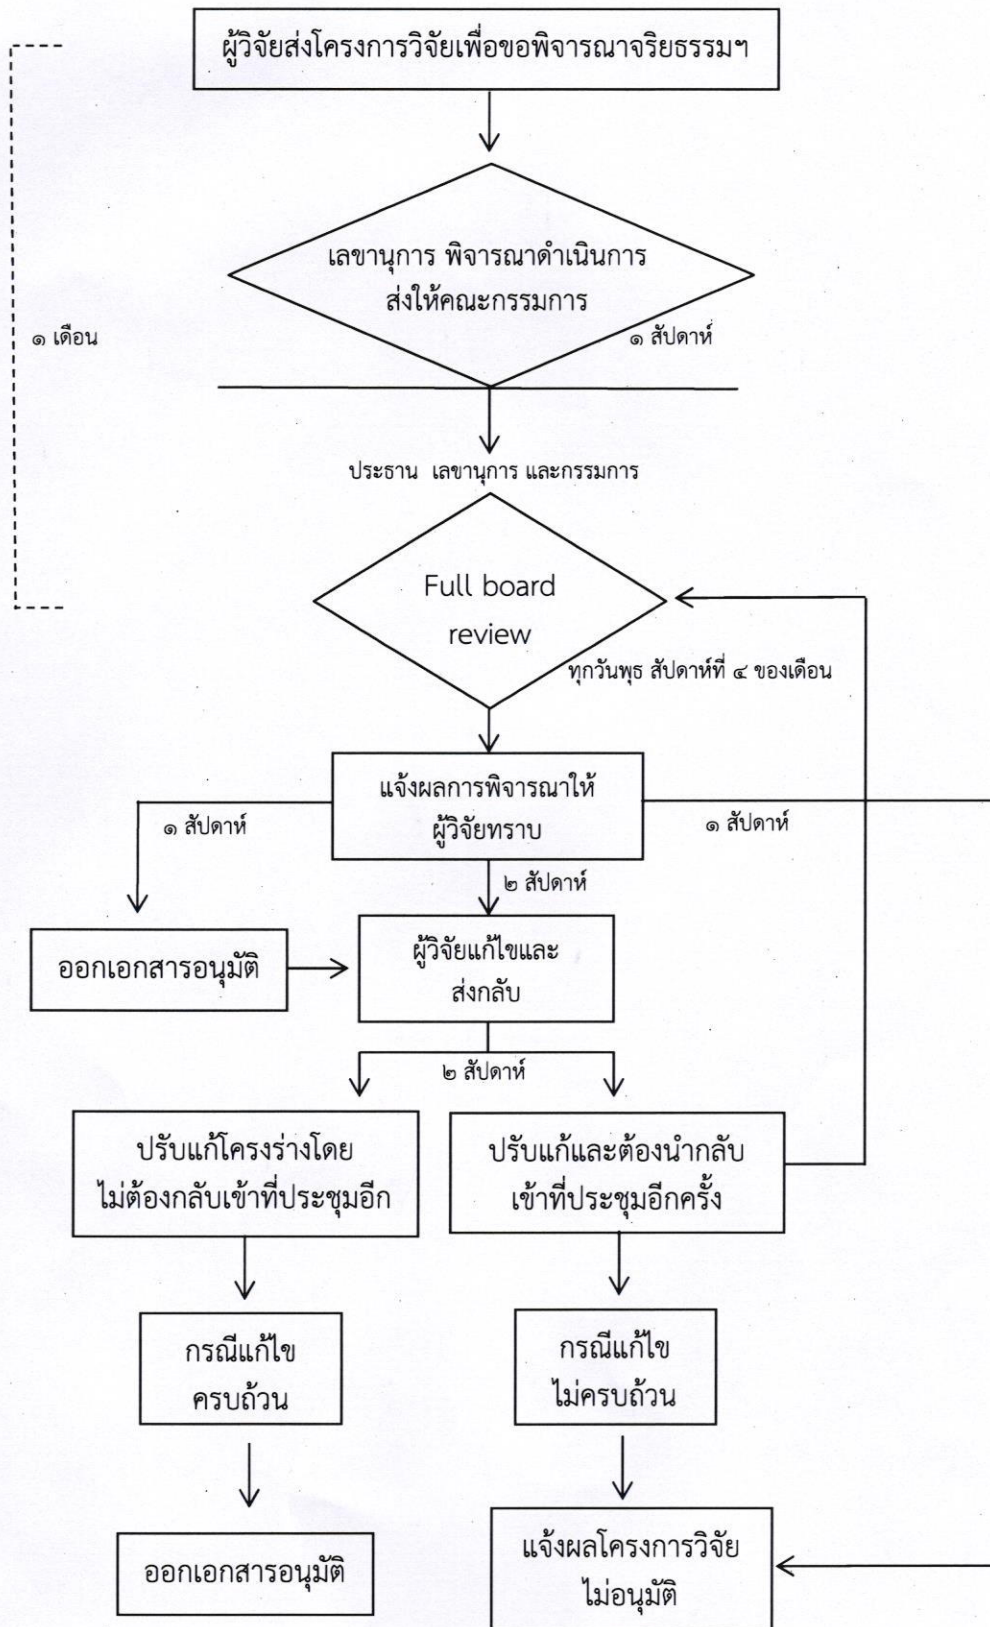 ผู้วิจัยส่งโครงการวิจัยเพื่อขอพิจารณาจริยธรรมฯ
เลขานุการ พิจารณาดำเนินการ
ส่งให้คณะกรรมการ
๑ เดือน
๑ สัปดาห์
ประธาน เลขานุการ และกรรมการ
Full board
review
ทุกวันพุธ สัปดาห์ที่ ๔ ของเดือน
แจ้งผลการพิจารณาให้
ผู้วิจัยทราบ
๑ สัปดาห์
๑ สัปดาห์
๒ สัปดาห์
ออกเอกสารอนุมัติ
ผู้วิจัยแก้ไขและ
ส่งกลับ
๒ สัปดาห์
ปรับแก้โครงร่างโดย
ไม่ต้องกลับเข้าที่ประชุมอีก
ปรับแก้และต้องนำกลับ
เข้าที่ประชุมอีกครั้ง
กรณีแก้ไข
ครบถ้วน
กรณีแก้ไข
ไม่ครบถ้วน
ออกเอกสารอนุมัติ
แจ้งผลโครงการวิจัย
ไม่อนุมัติ